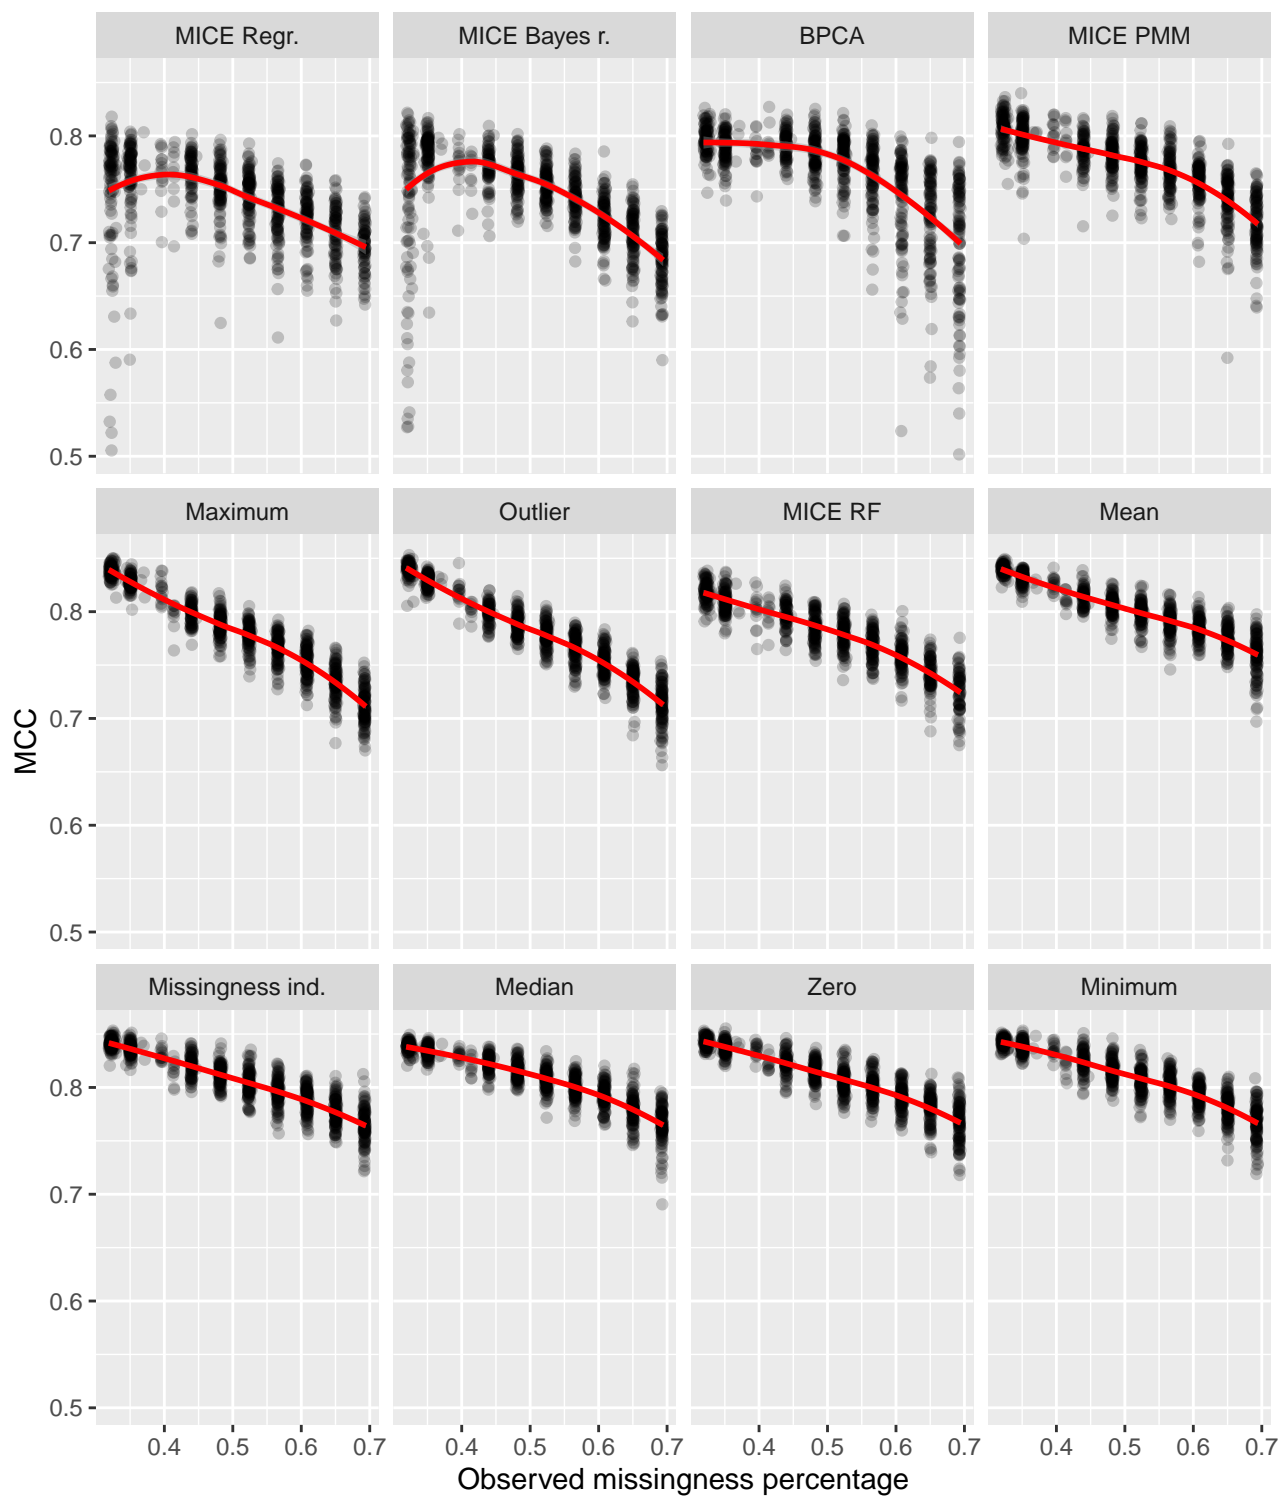 MICE Regr. MICE Bayes r. BPCA MICE PMM
0.8
0.7
0.6
0.5
Maximum Outlier MICE RF Mean
0.8
0.7
0.6
0.5
MCC
Missingness ind. Median Zero Minimum
0.8
0.7
0.6
0.5
0.4 0.5 0.6 0.7 0.4 0.5 0.6 0.7 0.4 0.5 0.6 0.7 0.4 0.5 0.6 0.7
Observed missingness percentage